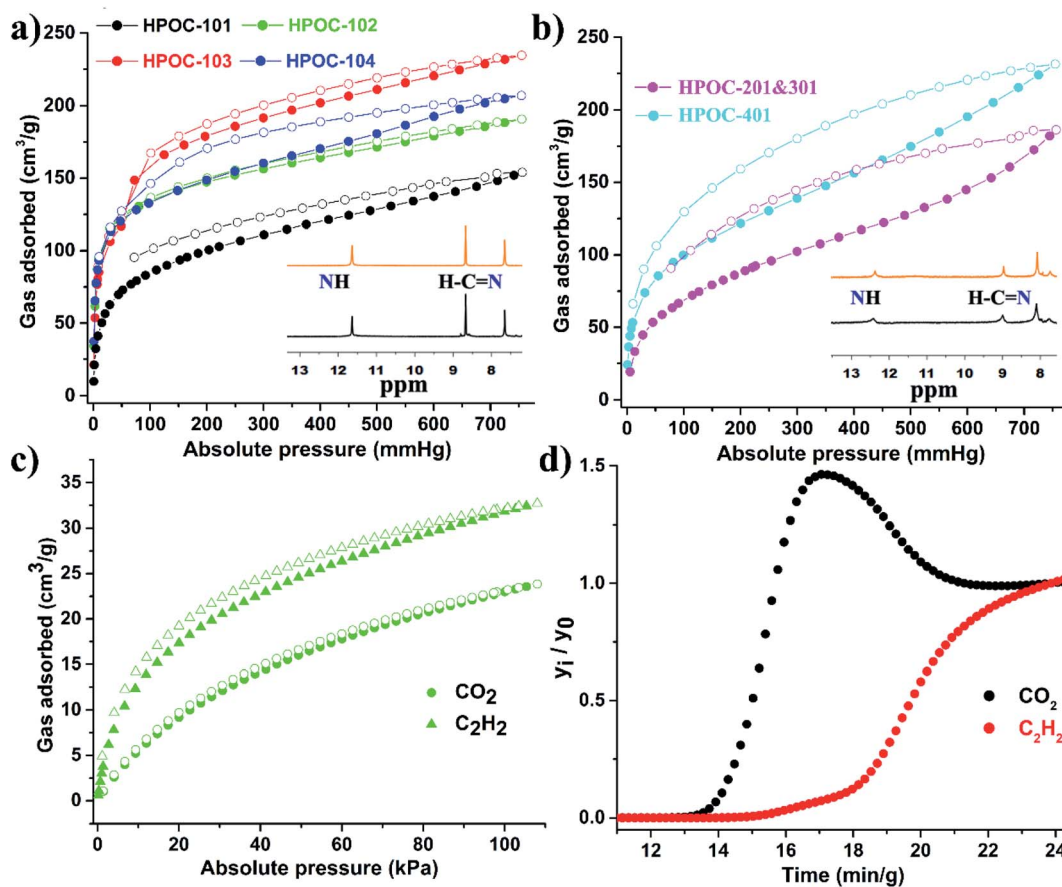 a)
HPOC-101 HPOC-102
HPOC-103 HPOC-104
250
200
150
100
50
0
Gas adsorbed (cm³/g)
NH H-C=N
13 12 11 10 9 8
ppm
0 100 200 300 400 500 600 700
Absolute pressure (mmHg)
b)
HPOC-201&301
HPOC-401
250
200
150
100
50
0
Gas adsorbed (cm³/g)
NH H-C=N
13 12 11 10 9 8
ppm
0 100 200 300 400 500 600 700
Absolute pressure (mmHg)
c)
35
30
25
20
15
10
5
0
Gas adsorbed (cm³/g)
CO₂
C₂H₂
0 20 40 60 80 100
Absolute pressure (kPa)
d)
1.5
1.0
0.5
0.0
yᵢ / y₀
CO₂
C₂H₂
12 14 16 18 20 22 24
Time (min/g)